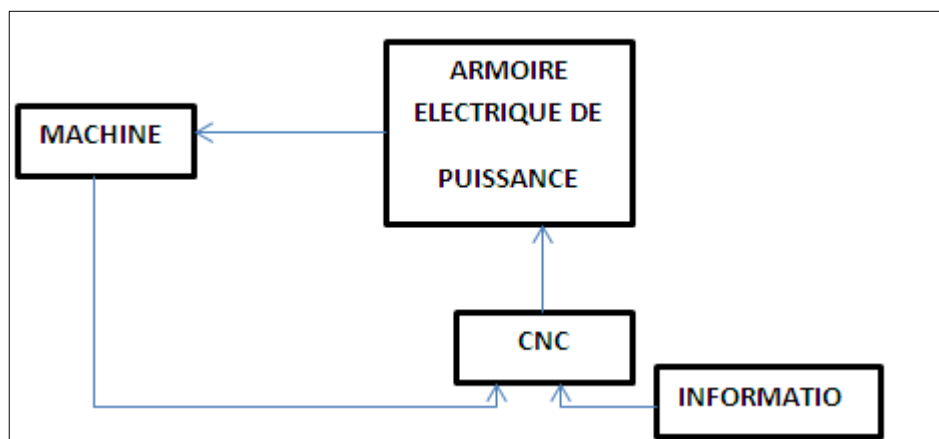 ARMOIRE
ELECTRIQUE DE
PUISSANCE
MACHINE
CNC
INFORMATIO